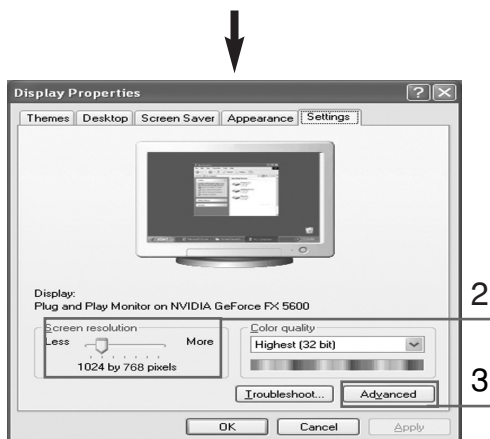 Display Properties
Themes Desktop Screen Saver Appearance Settings
Display:
Plug and Play Monitor on NVIDIA GeForce FX 5600
Screen resolution
Less More
1024 by 768 pixels
Color quality
Highest (32 bit)
2
Troubleshoot... Advanced
3
OK Cancel Apply